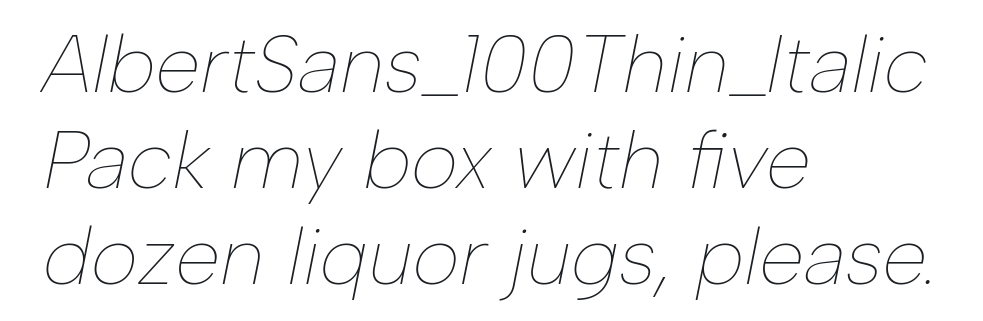 AlbertSans_100Thin_Italic
Pack my box with five
dozen liquor jugs, please.